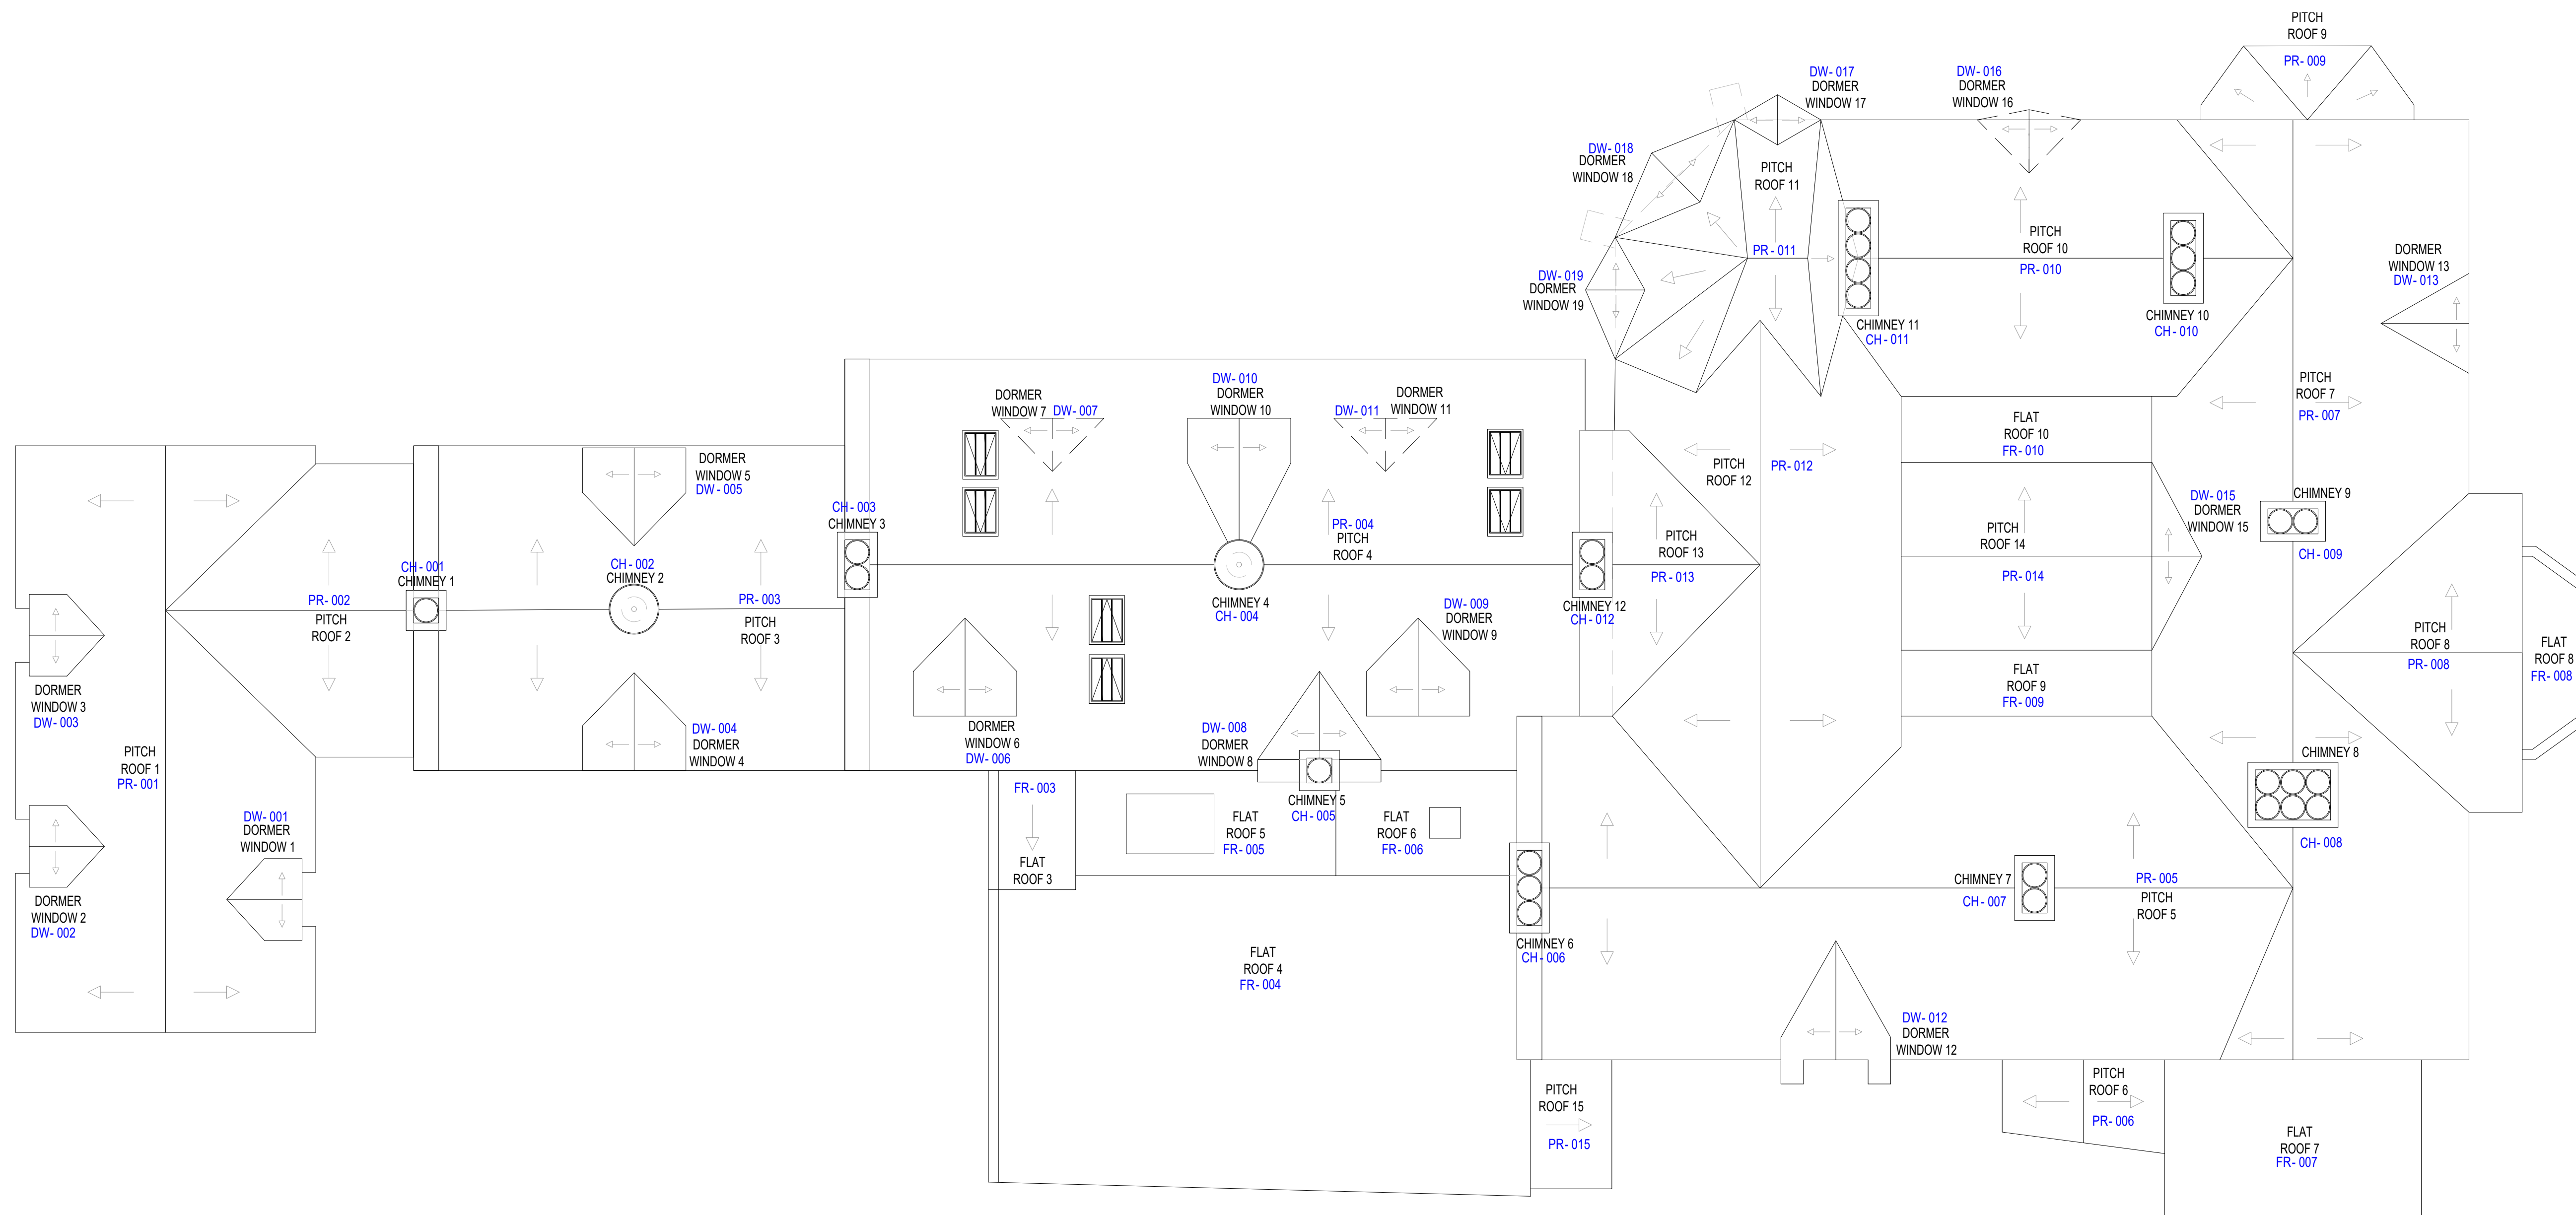 PITCH
ROOF 9
PR- 009
DW- 017
DORMER
WINDOW 17
DW- 016
DORMER
WINDOW 16
DW- 018
DORMER
WINDOW 18
PITCH
ROOF 11
PR - 011
DW- 019
DORMER
WINDOW 19
PITCH
ROOF 10
PR- 010
DORMER
WINDOW 13
DW- 013
CHIMNEY 11
CH - 011
CHIMNEY 10
CH - 010
PITCH
ROOF 7
PR- 007
DORMER
WINDOW 7
DW- 007
DW- 010
DORMER
WINDOW 10
DW- 011
DORMER
WINDOW 11
FLAT
ROOF 10
FR- 010
DORMER
WINDOW 5
DW - 005
PITCH
ROOF 12
PR- 012
CH- 003
CHIMNEY 3
PR- 004
PITCH
ROOF 4
PITCH
ROOF 13
PR - 013
DW- 015
DORMER
WINDOW 15
CHIMNEY 9
CH - 009
PITCH
ROOF 14
PR- 014
CH - 001
CHIMNEY 1
CH - 002
CHIMNEY 2
PR- 002
PITCH
ROOF 2
PR- 003
PITCH
ROOF 3
CHIMNEY 4
CH - 004
DW- 009
DORMER
WINDOW 9
CHIMNEY 12
CH - 012
PITCH
ROOF 8
PR- 008
FLAT
ROOF 8
FR- 008
DORMER
WINDOW 3
DW- 003
FLAT
ROOF 9
FR- 009
PITCH
ROOF 1
PR- 001
DW- 004
DORMER
WINDOW 4
DORMER
WINDOW 6
DW- 006
DW- 008
DORMER
WINDOW 8
CHIMNEY 8
CH- 008
FR- 003
FLAT
ROOF 3
CHIMNEY 5
CH - 005
FLAT
ROOF 5
FR- 005
FLAT
ROOF 6
FR- 006
DW- 001
DORMER
WINDOW 1
DORMER
WINDOW 2
DW- 002
CHIMNEY 7
CH - 007
PR- 005
PITCH
ROOF 5
CHIMNEY 6
CH - 006
FLAT
ROOF 4
FR- 004
DW- 012
DORMER
WINDOW 12
PITCH
ROOF 15
PR- 015
PITCH
ROOF 6
PR- 006
FLAT
ROOF 7
FR- 007